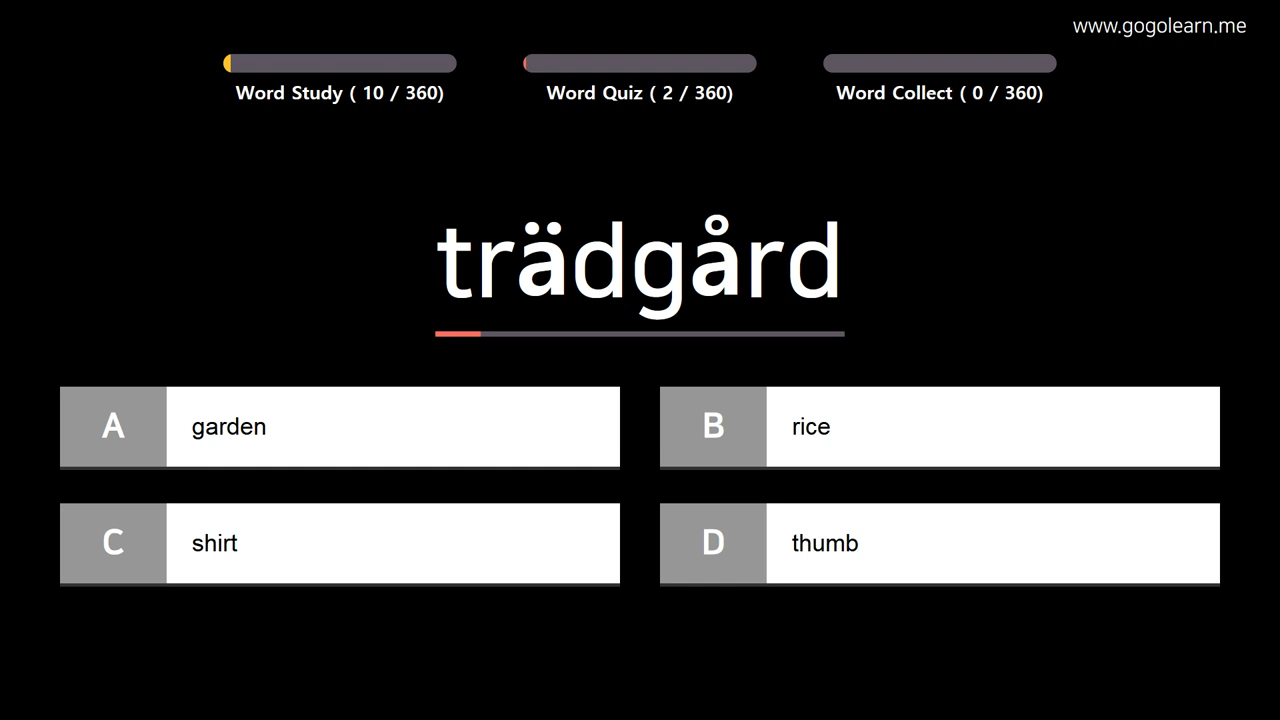 www.gogolearn.me
Word Study ( 10 / 360)
Word Quiz ( 2 / 360)
Word Collect ( 0 / 360)
trädgård
A garden
B rice
C shirt
D thumb